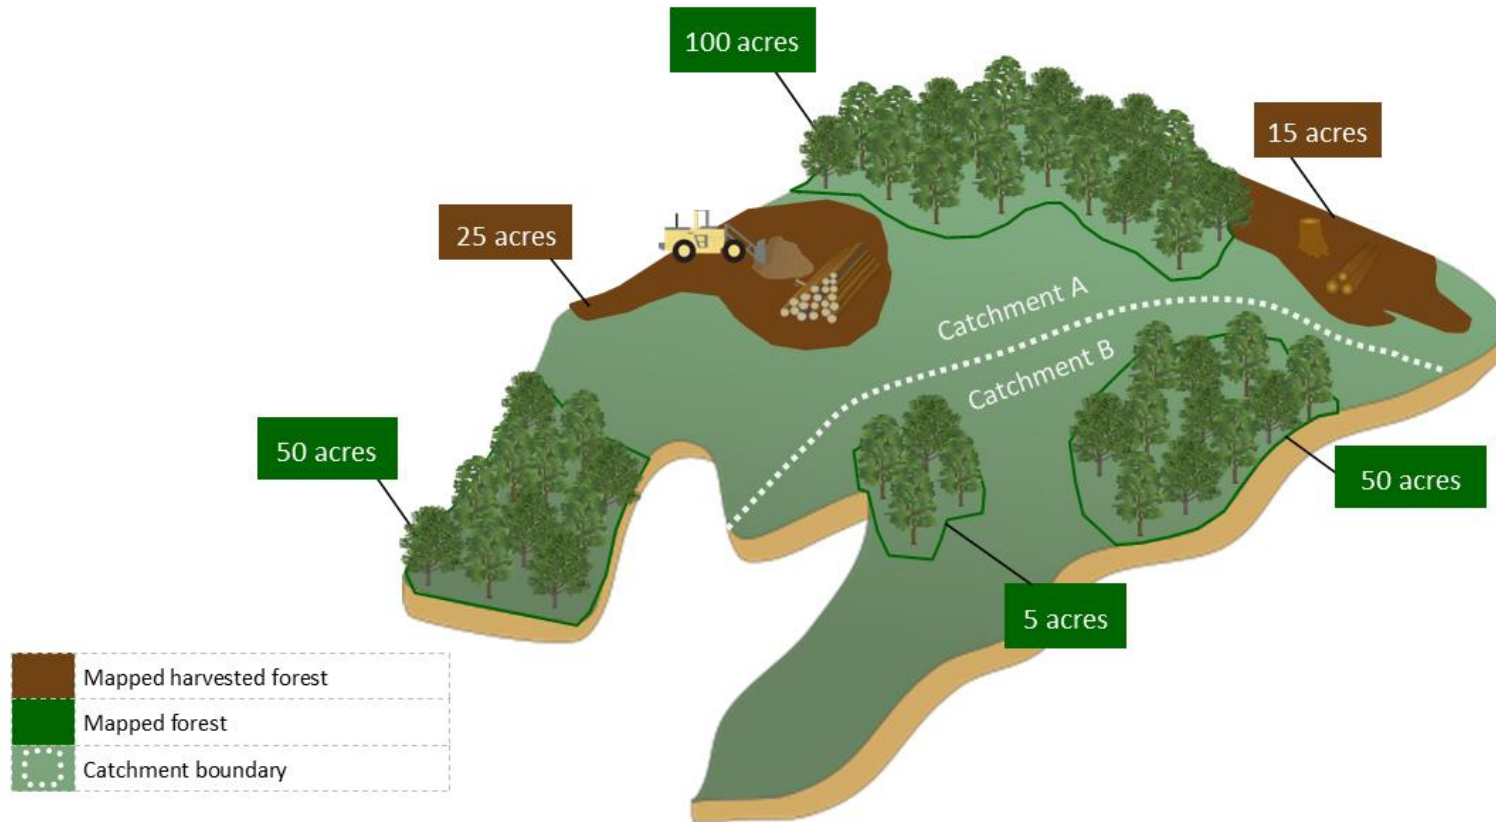 100 acres
15 acres
25 acres
Catchment A
Catchment B
50 acres
50 acres
5 acres
Mapped harvested forest
Mapped forest
Catchment boundary